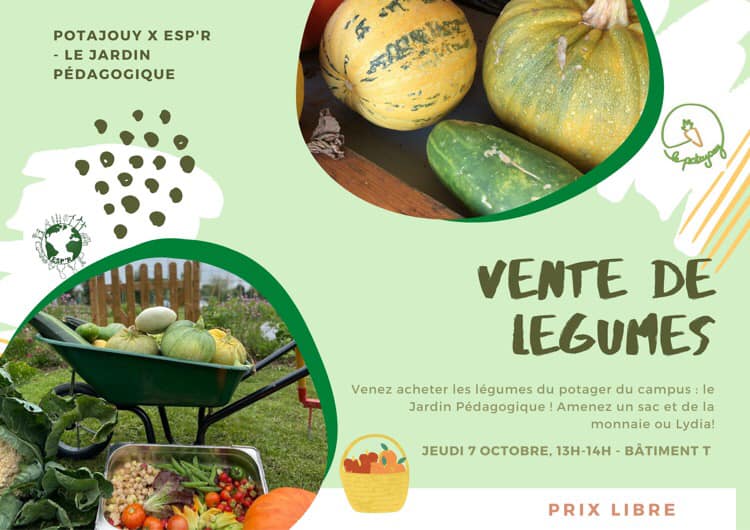 POTAJOUY X ESP'R
- LE JARDIN
PÉDAGOGIQUE
ESP'R
VENTE DE
LEGUMES
Venez acheter les légumes du potager du campus : le
Jardin Pédagogique ! Amenez un sac et de la
monnaie ou Lydia!
JEUDI 7 OCTOBRE, 13H-14H - BÂTIMENT T
PRIX LIBRE